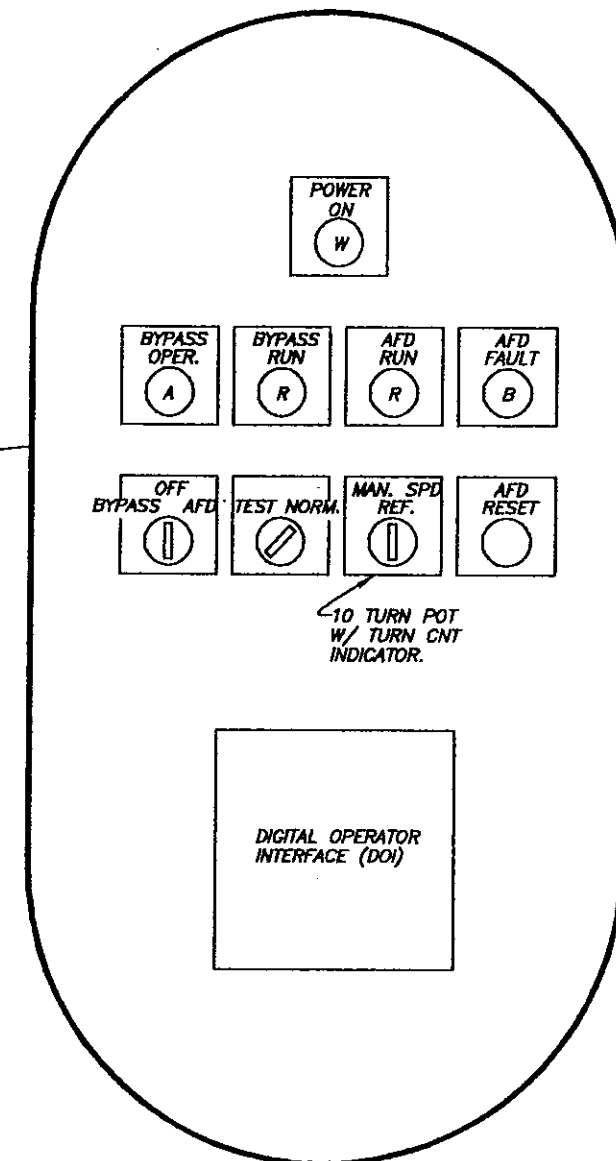 POWER
ON
W
BYPASS
OPER.
A
BYPASS
RUN
R
AFD
RUN
R
AFD
FAULT
B
OFF
BYPASS AFD
TEST NORM.
MAN. SPD
REF.
AFD
RESET
10 TURN POT
W/ TURN CNT
INDICATOR.
DIGITAL OPERATOR
INTERFACE (DOI)